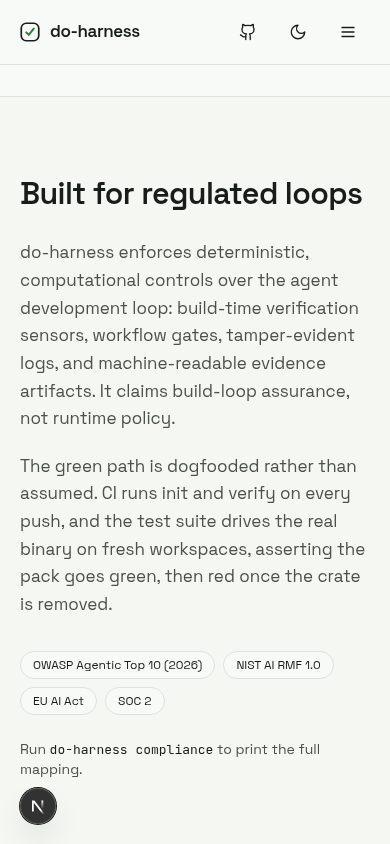 do-harness
Built for regulated loops
do-harness enforces deterministic,
computational controls over the agent
development loop: build-time verification
sensors, workflow gates, tamper-evident
logs, and machine-readable evidence
artifacts. It claims build-loop assurance,
not runtime policy.
The green path is dogfooded rather than
assumed. CI runs init and verify on every
push, and the test suite drives the real
binary on fresh workspaces, asserting the
pack goes green, then red once the crate
is removed.
OWASP Agentic Top 10 (2026) NIST AI RMF 1.0
EU AI Act SOC 2
Run do-harness compliance to print the full
mapping.
N